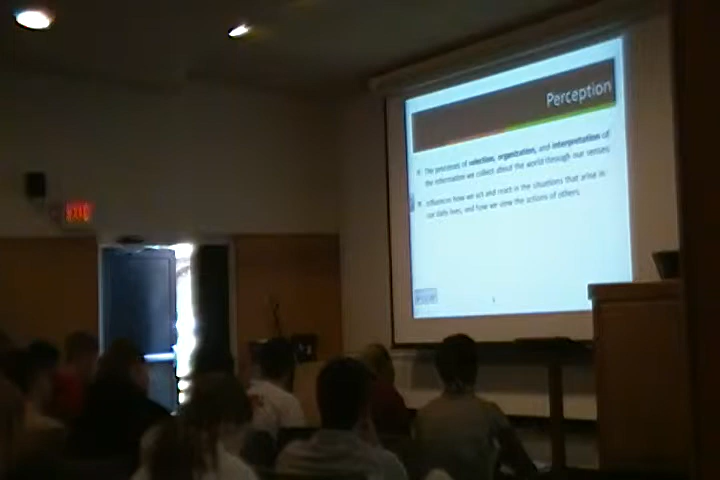 EXIT
Perception
The processes of selection, organization, and interpretation of
the information we collect about the world through our senses
Influences how we act and react in the situations that arise in
our daily lives, and how we view the actions of others.